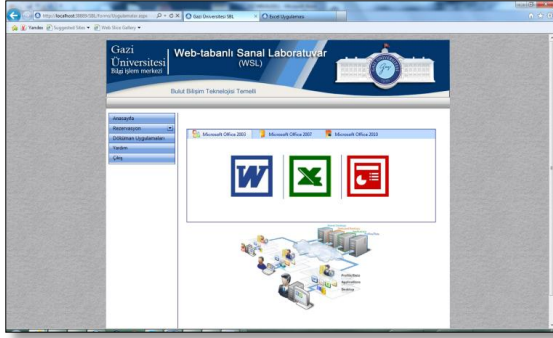 Gazi Üniversitesi SBL
Excel Uygulaması
Yandex
Suggested Sites
Web Slice Gallery
Gazi
Üniversitesi
Bilgi işlem merkezi
Web-tabanlı Sanal Laboratuvar
(WSL)
Bulut Bilişim Teknolojisi Temelli
Anasayfa
Rezervasyon
Döküman Uygulamaları
Yardım
Çıkış
Microsoft Office 2003
Microsoft Office 2007
Microsoft Office 2010
W
X
Applications